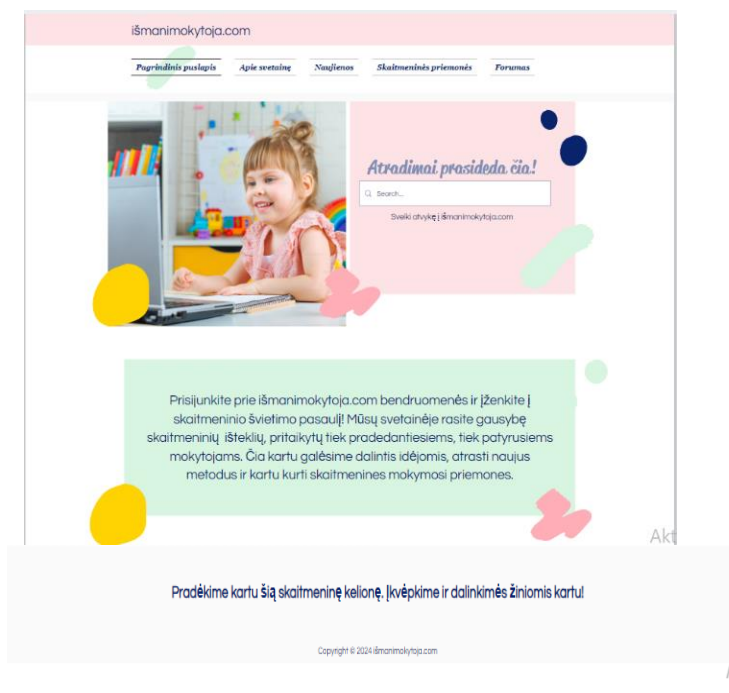 išmanimokytoja.com
Pagrindinis puslapis Apie svetainę Naujienos Skaitmeninės priemonės Forumas
Atradimai prasideda čia!
Search...
Sveiki atvykę į išmanimokytoja.com
Prisijunkite prie išmanimokytoja.com bendruomenės ir įženkite į
skaitmeninio švietimo pasaulį! Mūsų svetainėje rasite gausybę
skaitmeninių išteklių, pritaikytų tiek pradedantiesiems, tiek patyrusiems
mokytojams. Čia kartu galėsime dalintis idėjomis, atrasti naujus
metodus ir kartu kurti skaitmenines mokymosi priemones.
Akt
Pradėkime kartu šią skaitmeninę kelionę. Įkvėpkime ir dalinkimės žiniomis kartu!
Copyright © 2024 išmanimokytoja.com